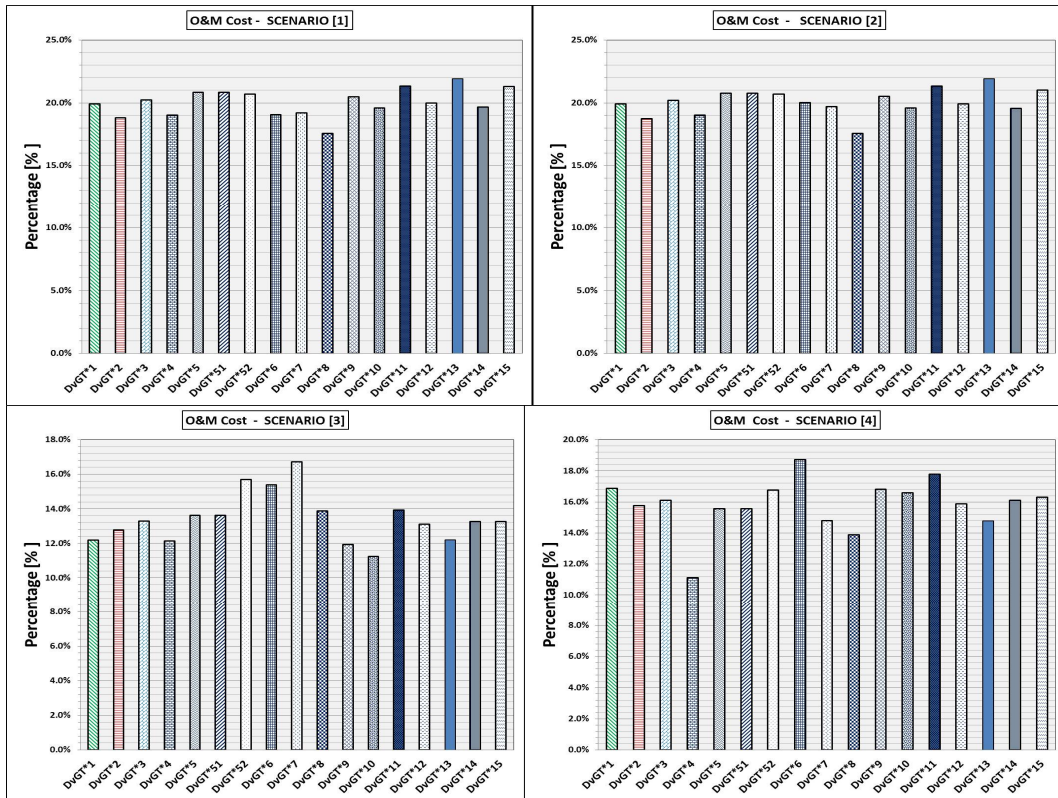 O&M Cost - SCENARIO [1]
Percentage [% ]
25.0%
20.0%
15.0%
10.0%
5.0%
0.0%
DvGT*1
DvGT*2
DvGT*3
DvGT*4
DvGT*5
DvGT*51
DvGT*52
DvGT*6
DvGT*7
DvGT*8
DvGT*9
DvGT*10
DvGT*11
DvGT*12
DvGT*13
DvGT*14
DvGT*15
O&M Cost - SCENARIO [2]
Percentage [% ]
25.0%
20.0%
15.0%
10.0%
5.0%
0.0%
DvGT*1
DvGT*2
DvGT*3
DvGT*4
DvGT*5
DvGT*51
DvGT*52
DvGT*6
DvGT*7
DvGT*8
DvGT*9
DvGT*10
DvGT*11
DvGT*12
DvGT*13
DvGT*14
DvGT*15
O&M Cost - SCENARIO [3]
Percentage [% ]
18.0%
16.0%
14.0%
12.0%
10.0%
8.0%
6.0%
4.0%
2.0%
0.0%
DvGT*1
DvGT*2
DvGT*3
DvGT*4
DvGT*5
DvGT*51
DvGT*52
DvGT*6
DvGT*7
DvGT*8
DvGT*9
DvGT*10
DvGT*11
DvGT*12
DvGT*13
DvGT*14
DvGT*15
O&M Cost - SCENARIO [4]
Percentage [% ]
20.0%
18.0%
16.0%
14.0%
12.0%
10.0%
8.0%
6.0%
4.0%
2.0%
0.0%
DvGT*1
DvGT*2
DvGT*3
DvGT*4
DvGT*5
DvGT*51
DvGT*52
DvGT*6
DvGT*7
DvGT*8
DvGT*9
DvGT*10
DvGT*11
DvGT*12
DvGT*13
DvGT*14
DvGT*15